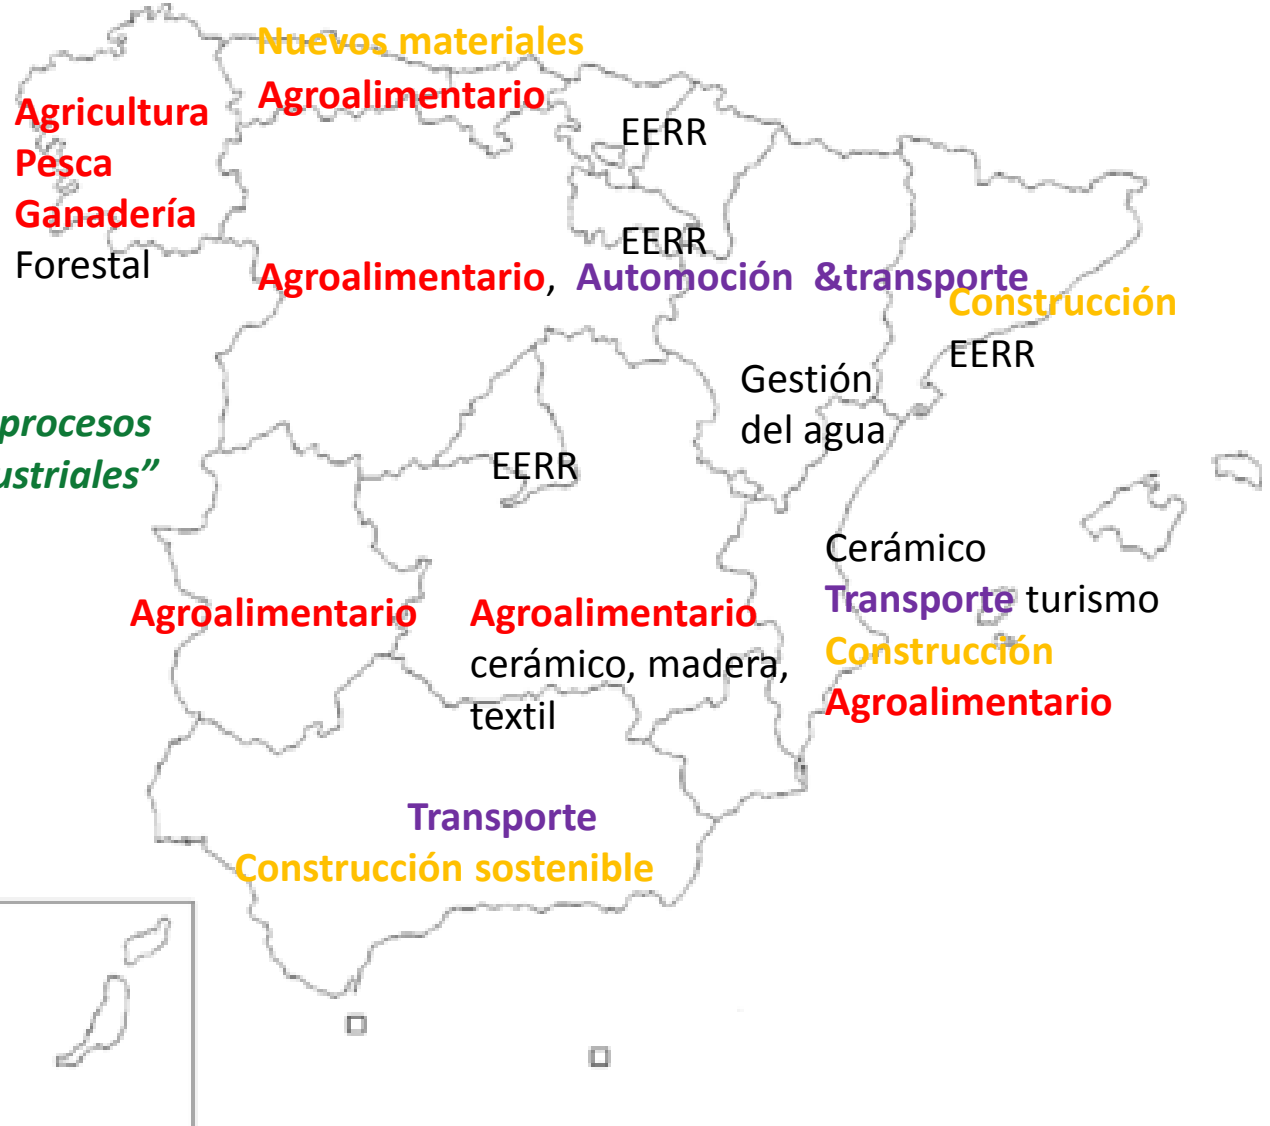 Nuevos materiales
Agroalimentario
Agricultura
Pesca
Ganadería
Forestal
EERR
EERR
Agroalimentario, Automoción &transporte
Construcción
EERR
Gestión
del agua
procesos
ustriales”
EERR
Cerámico
Transporte turismo
Construcción
Agroalimentario
Agroalimentario
Agroalimentario
cerámico, madera,
textil
Transporte
Construcción sostenible